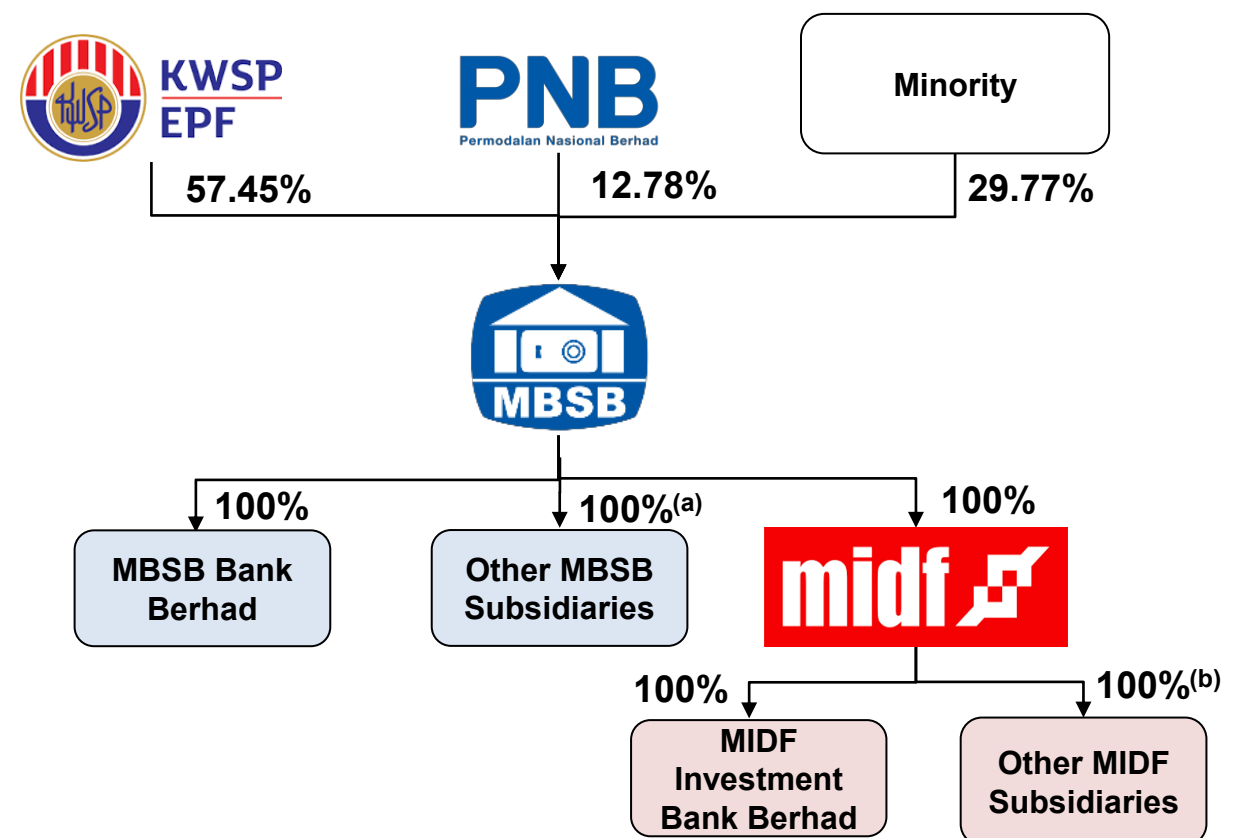 KWSP
EPF
PNB
Permodalan Nasional Berhad
Minority
57.45%
12.78%
29.77%
MBSB
100%
100%(a)
100%
MBSB Bank
Berhad
Other MBSB
Subsidiaries
midf
100%
100%(b)
MIDF
Investment
Bank Berhad
Other MIDF
Subsidiaries